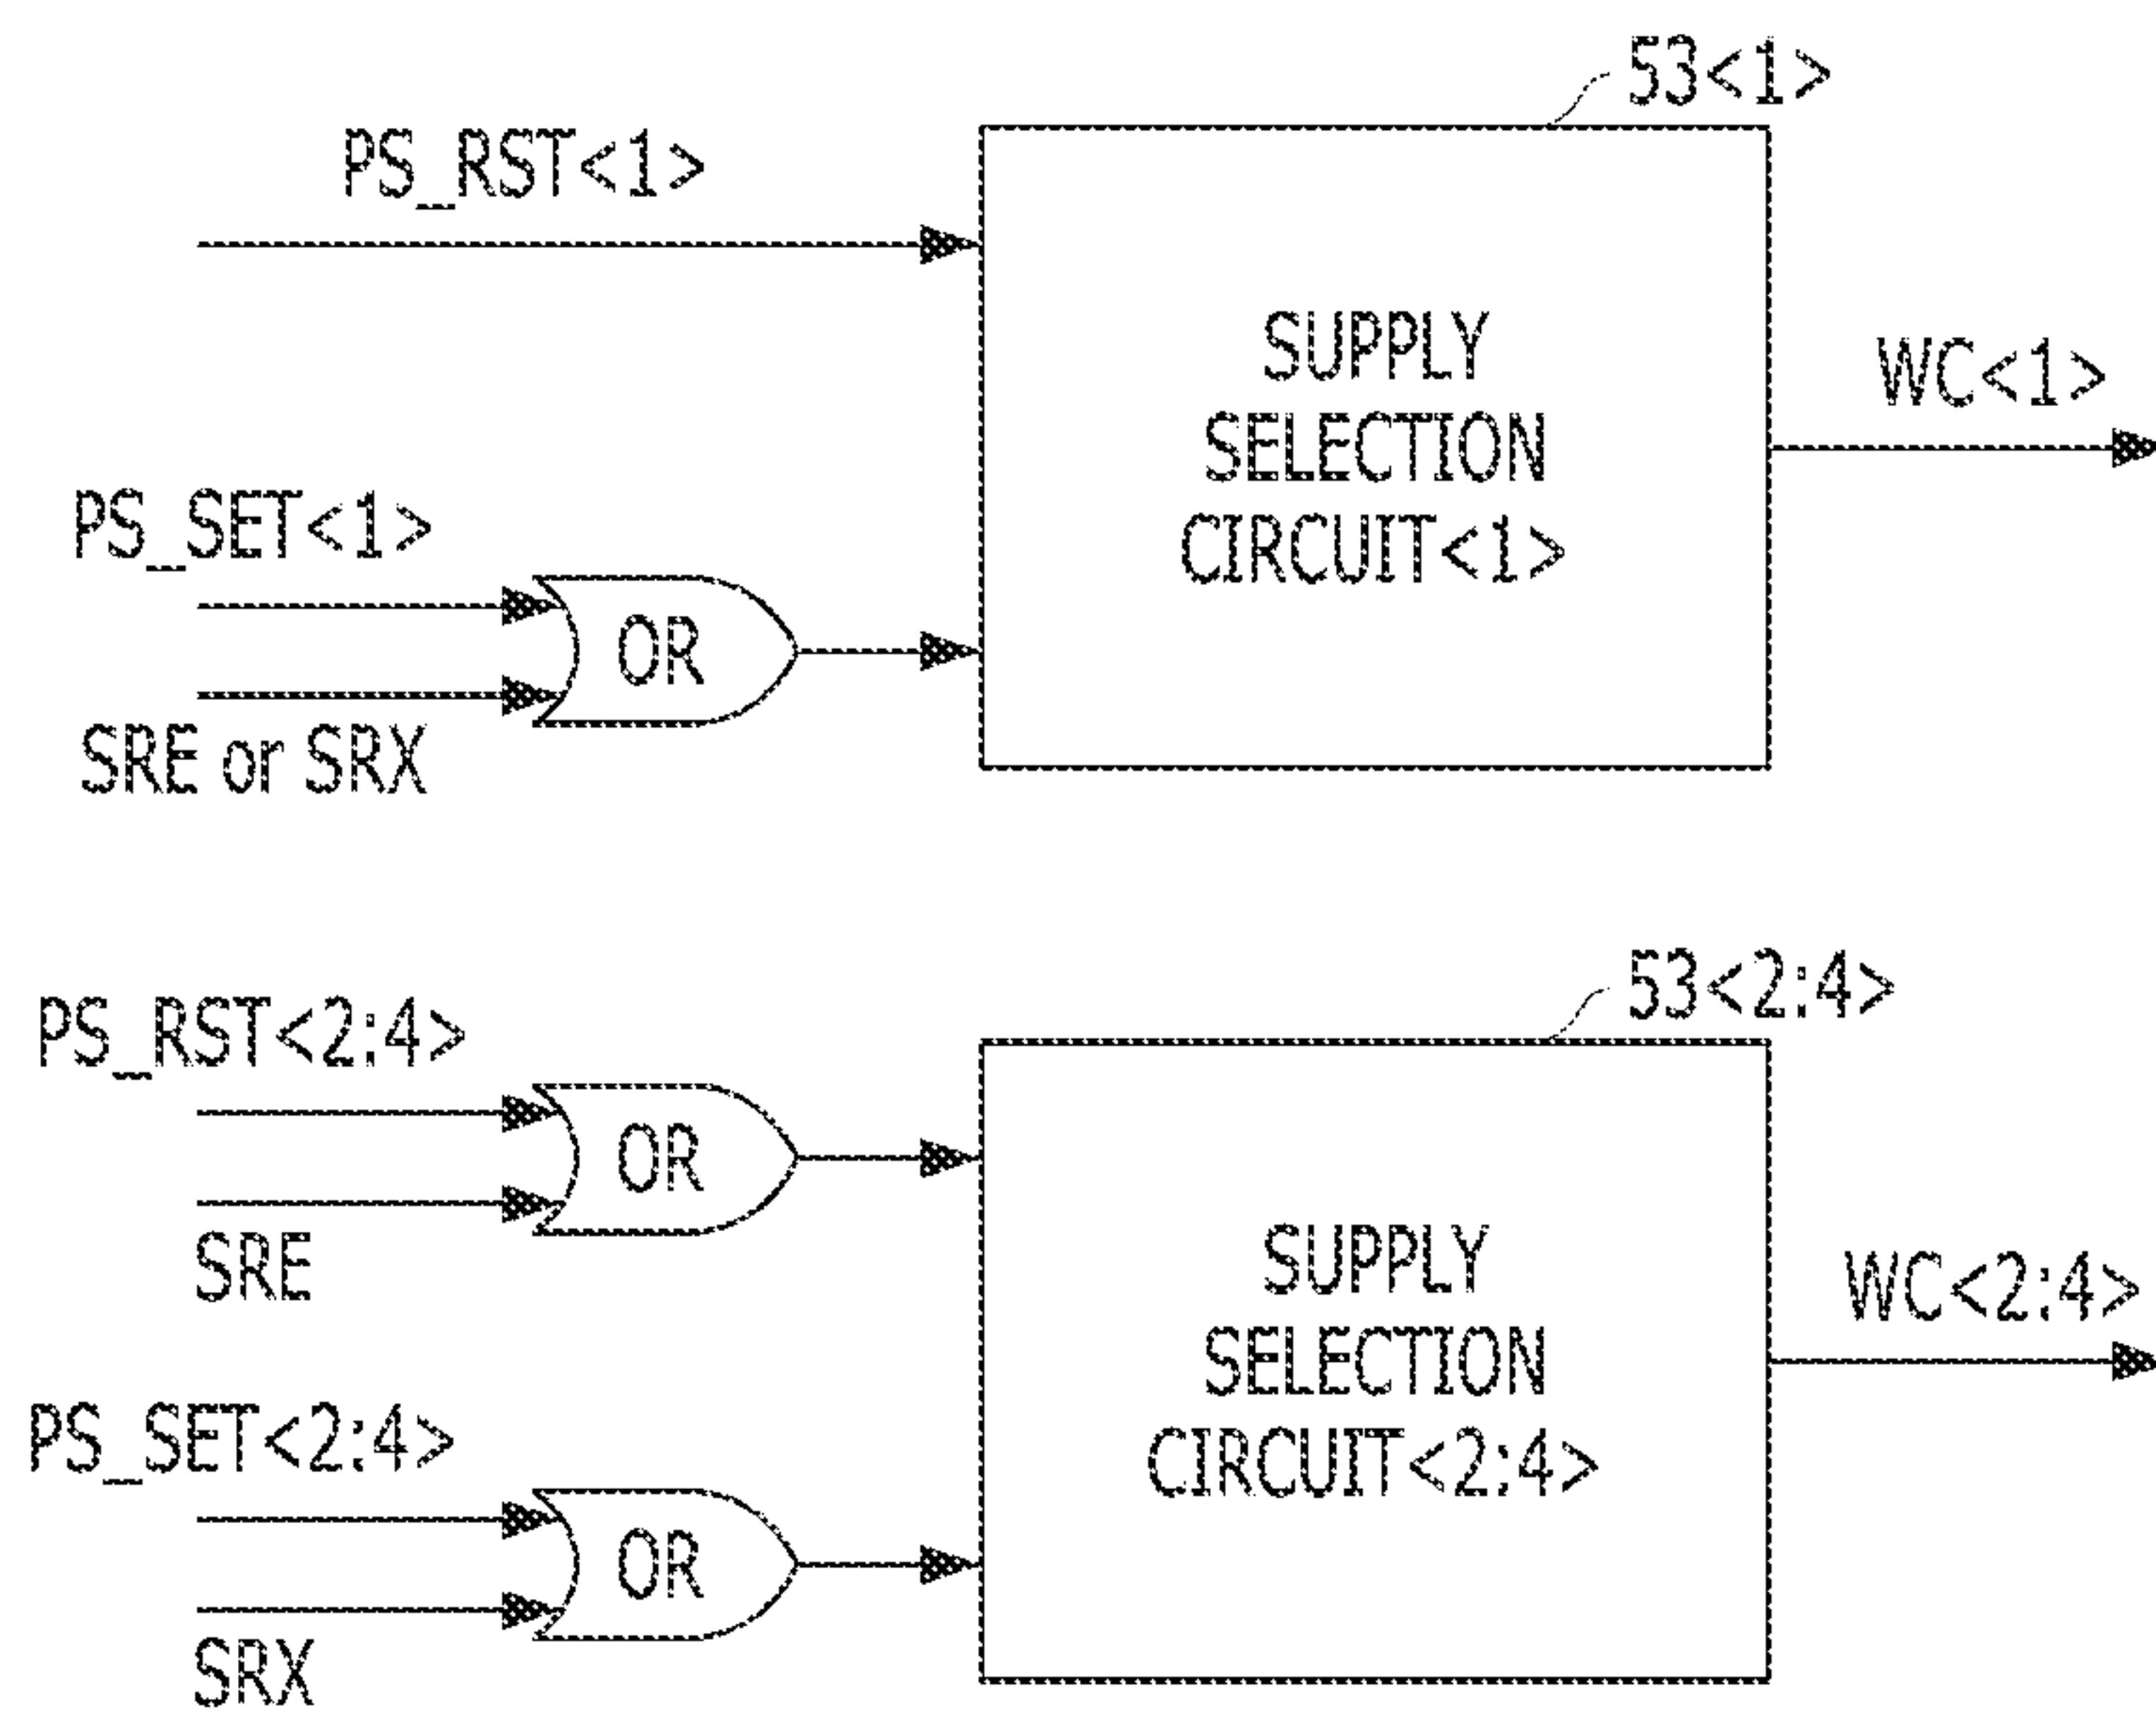 53<1>
PS_RST<1>
SUPPLY
SELECTION
CIRCUIT<1>
WC<1>
PS_SET<1>
OR
SRE or SRX
53<2:4>
PS_RST<2:4>
OR
SRE
SUPPLY
SELECTION
CIRCUIT<2:4>
WC<2:4>
PS_SET<2:4>
OR
SRX